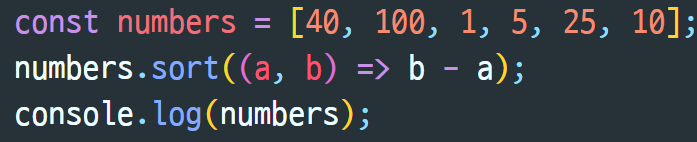 const numbers = [40, 100, 1, 5, 25, 10];
numbers.sort((a, b) => b - a);
console.log(numbers);